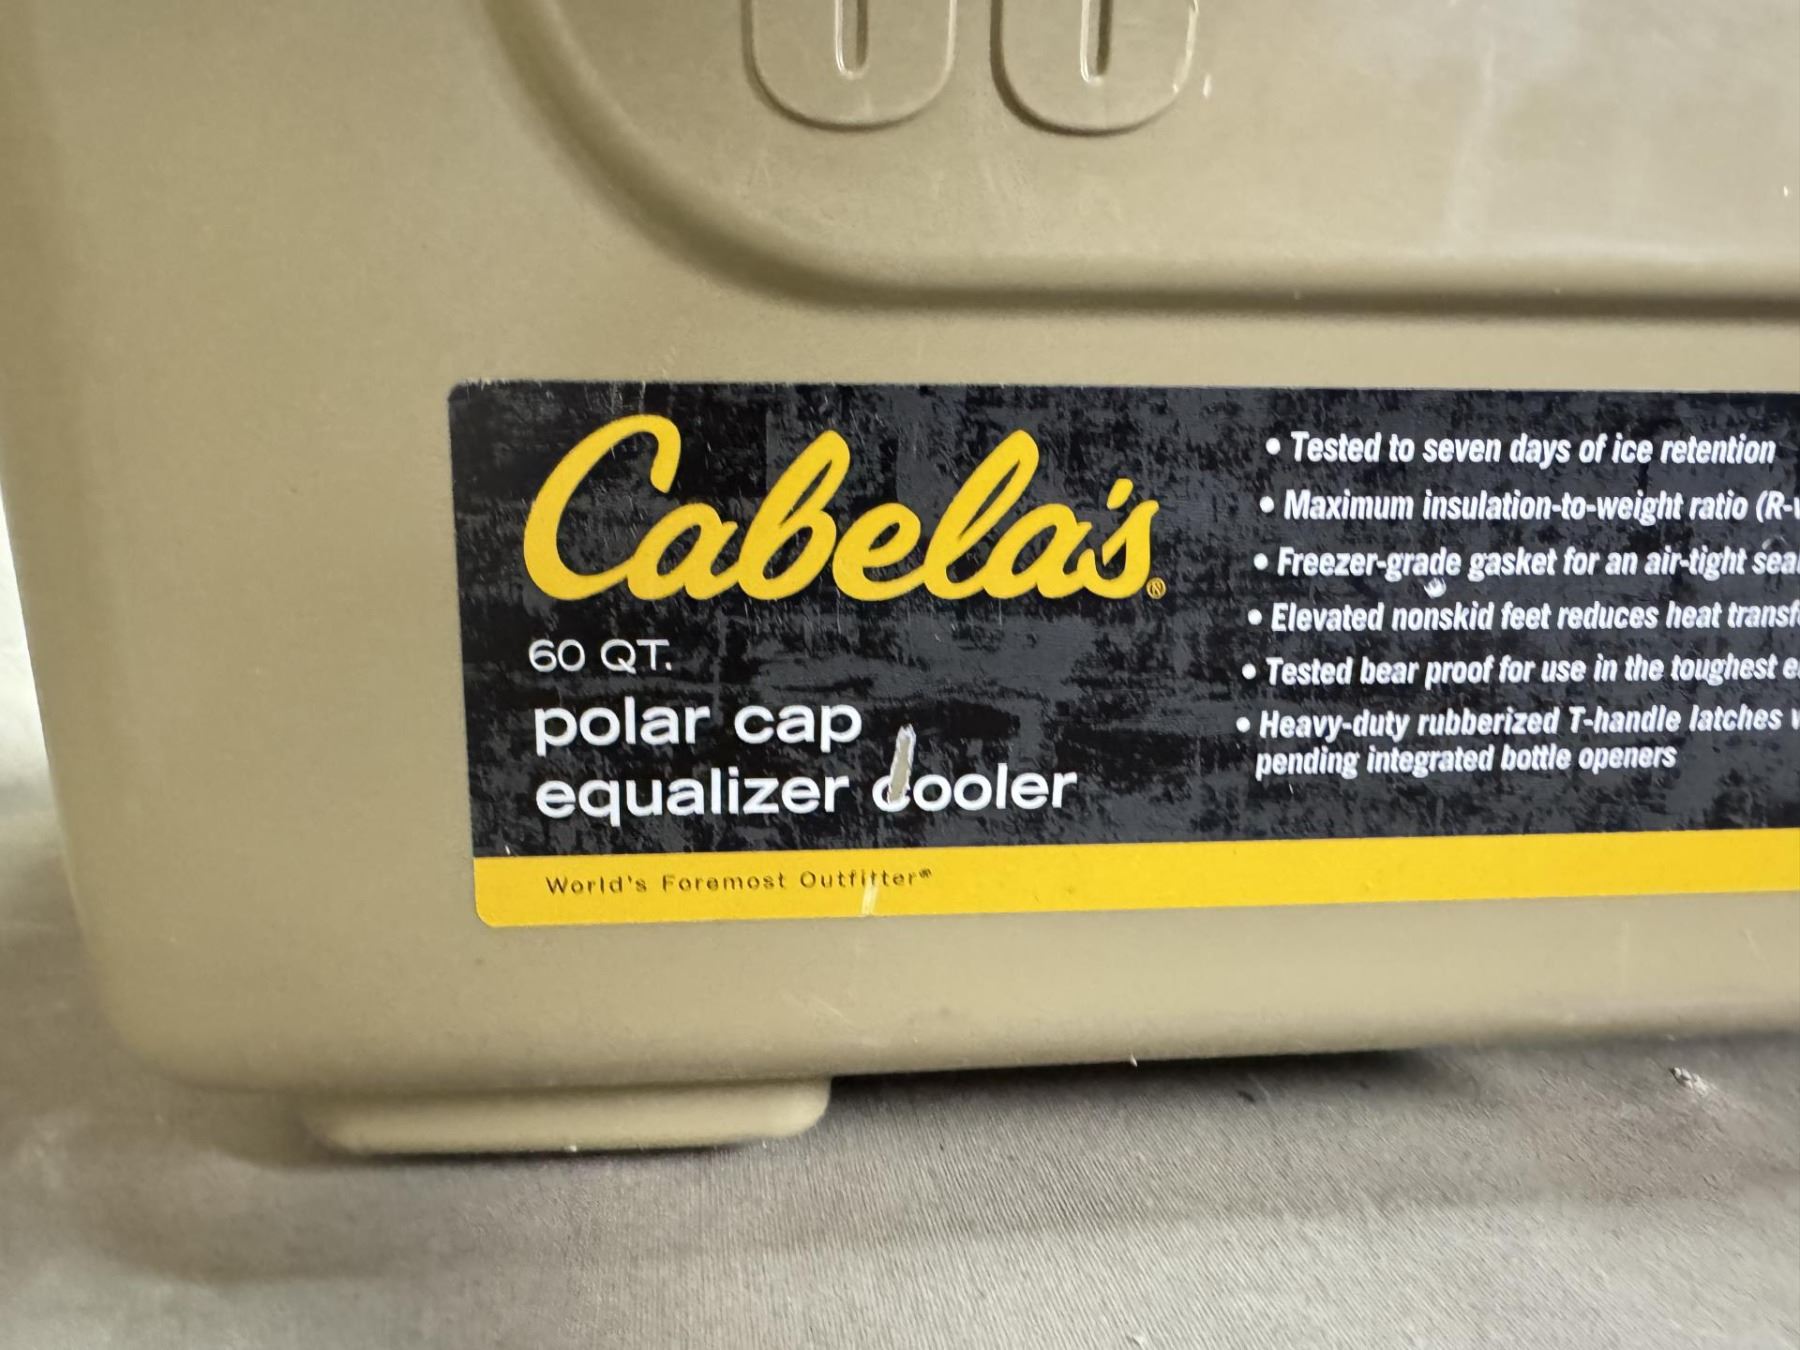 Cabela's®
60 QT.
polar cap
equalizer cooler
World's Foremost Outfitter®
• Tested to seven days of ice retention
• Maximum insulation-to-weight ratio (R-
• Freezer-grade gasket for an air-tight
• Elevated nonskid feet reduces heat
• Tested bear proof for use in the toughest
• Heavy-duty rubberized T-handle latches
pending integrated bottle openers